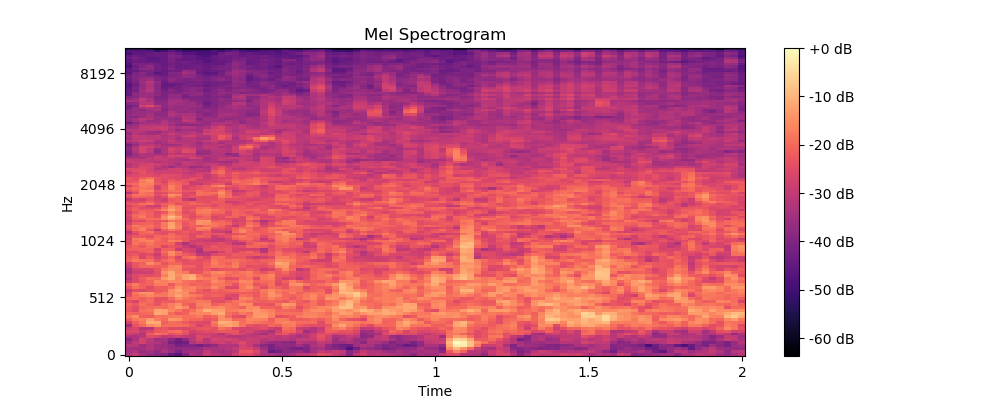 Mel Spectrogram
8192
4096
2048
1024
512
0
Hz
0
0.5
1
1.5
2
Time
+0 dB
-10 dB
-20 dB
-30 dB
-40 dB
-50 dB
-60 dB